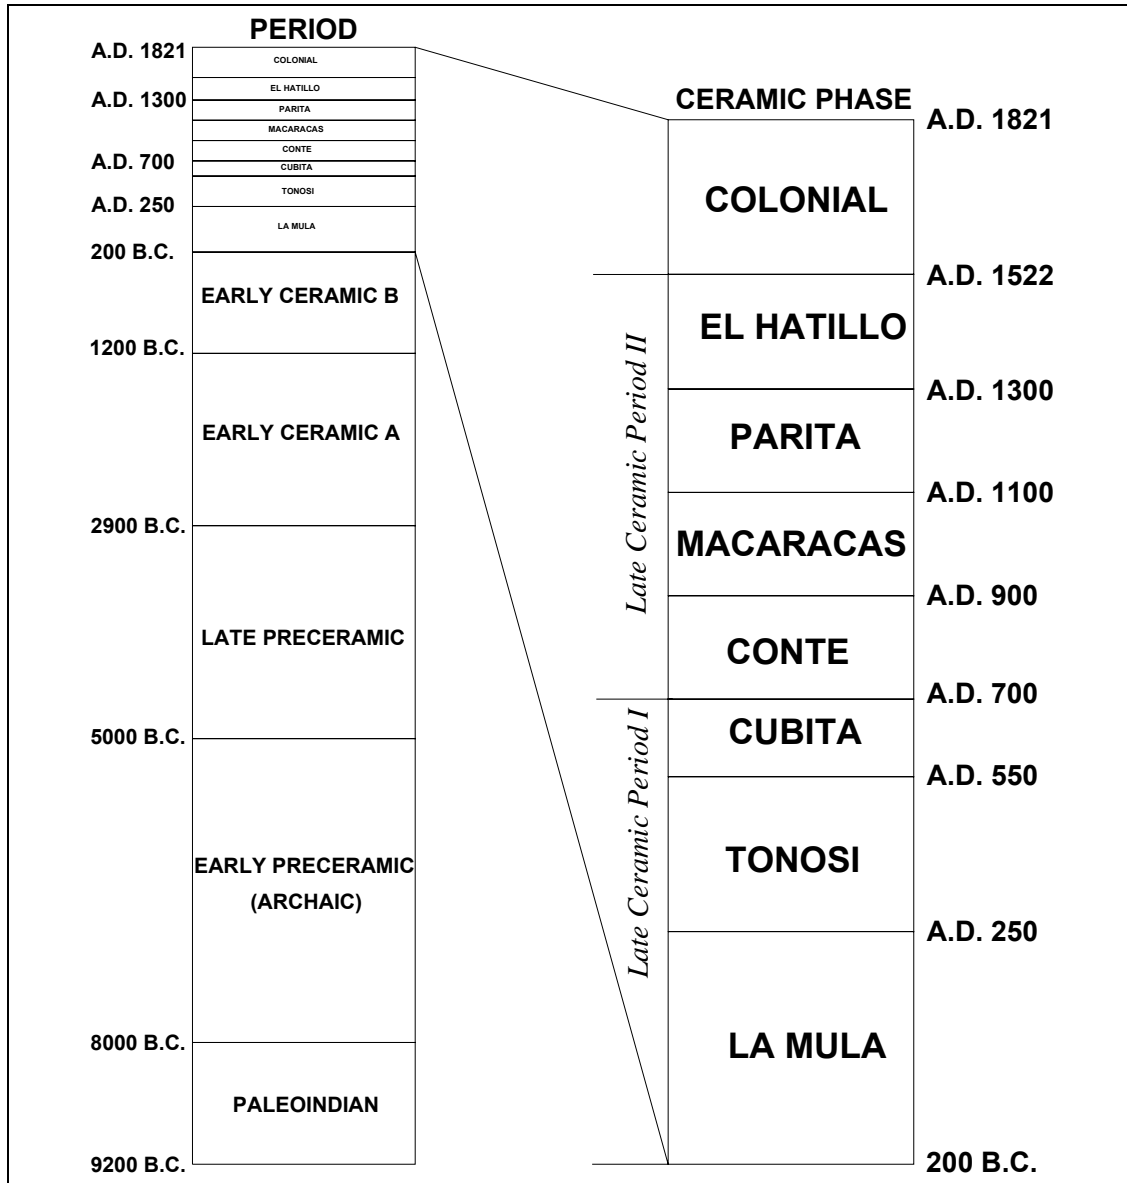 PERIOD
A.D. 1821
COLONIAL
EL HATILLO
A.D. 1300
PARITA
MACARACAS
CONTE
A.D. 700
CUBITA
TONOSI
A.D. 250
LA MULA
200 B.C.
EARLY CERAMIC B
1200 B.C.
EARLY CERAMIC A
2900 B.C.
LATE PRECERAMIC
5000 B.C.
EARLY PRECERAMIC
(ARCHAIC)
8000 B.C.
PALEOINDIAN
9200 B.C.
CERAMIC PHASE
A.D. 1821
COLONIAL
A.D. 1522
EL HATILLO
A.D. 1300
Late Ceramic Period II
PARITA
A.D. 1100
MACARACAS
A.D. 900
CONTE
A.D. 700
CUBITA
A.D. 550
Late Ceramic Period I
TONOSI
A.D. 250
LA MULA
200 B.C.